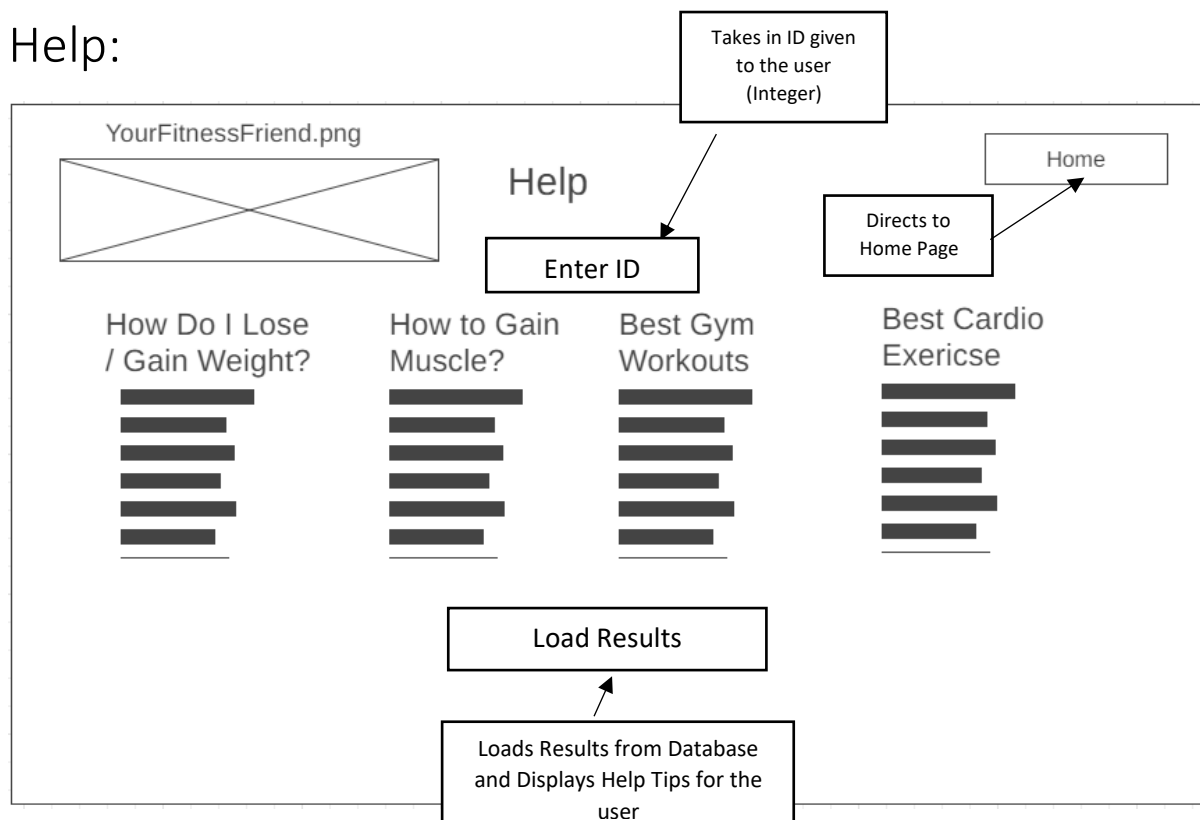 Help:
Takes in ID given
to the user
(Integer)
YourFitnessFriend.png
Help
Home
Directs to
Home Page
Enter ID
How Do I Lose
/ Gain Weight?
How to Gain
Muscle?
Best Gym
Workouts
Best Cardio
Exericse
Load Results
Loads Results from Database
and Displays Help Tips for the
user